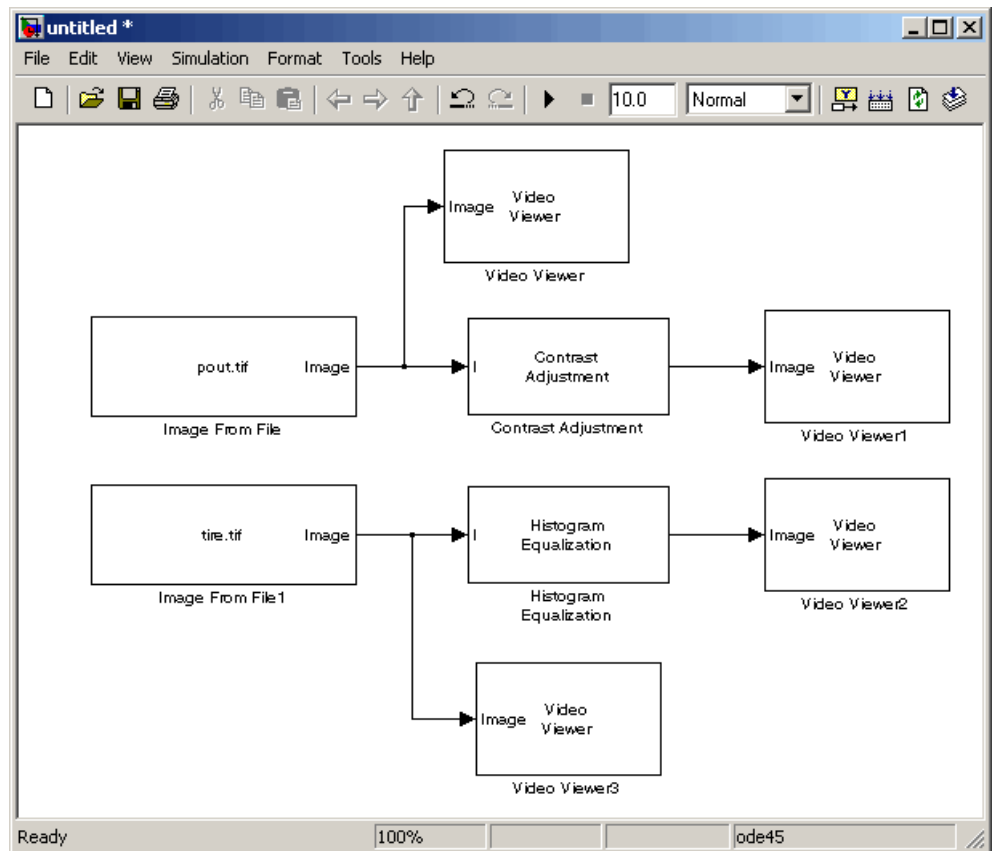 untitled *
File Edit View Simulation Format Tools Help
10.0 Normal
Image Video
Viewer
Video Viewer
pout.tif Image
Image From File
I Contrast
Adjustment
Contrast Adjustment
Image Video
Viewer
Video Viewer1
tire.tif Image
Image From File1
I Histogram
Equalization
Histogram
Equalization
Image Video
Viewer
Video Viewer2
Image Video
Viewer
Video Viewer3
Ready 100% ode45